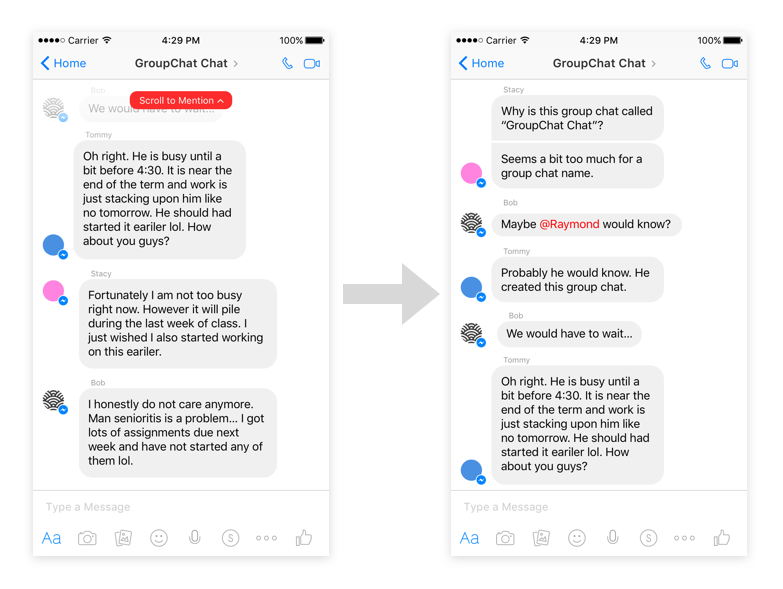 Carrier 4:29 PM 100%
Home GroupChat Chat
Bob
Scroll to Mention
We would have to wait...
Tommy
Oh right. He is busy until a
bit before 4:30. It is near the
end of the term and work is
just stacking upon him like
no tomorrow. He should had
started it eariler lol. How
about you guys?
Stacy
Fortunately I am not too busy
right now. However it will pile
during the last week of class. I
just wished I also started working
on this eariler.
Bob
I honestly do not care anymore.
Man senioritis is a problem... I got
lots of assignments due next
week and have not started any of
them lol.
Type a Message
Aa
S
Carrier 4:29 PM 100%
Home GroupChat Chat
Stacy
Why is this group chat called
“GroupChat Chat”?
Seems a bit too much for a
group chat name.
Bob
Maybe @Raymond would know?
Tommy
Probably he would know. He
created this group chat.
Bob
We would have to wait...
Tommy
Oh right. He is busy until a
bit before 4:30. It is near the
end of the term and work is
just stacking upon him like
no tomorrow. He should had
started it eariler lol. How
about you guys?
Type a Message
Aa
S